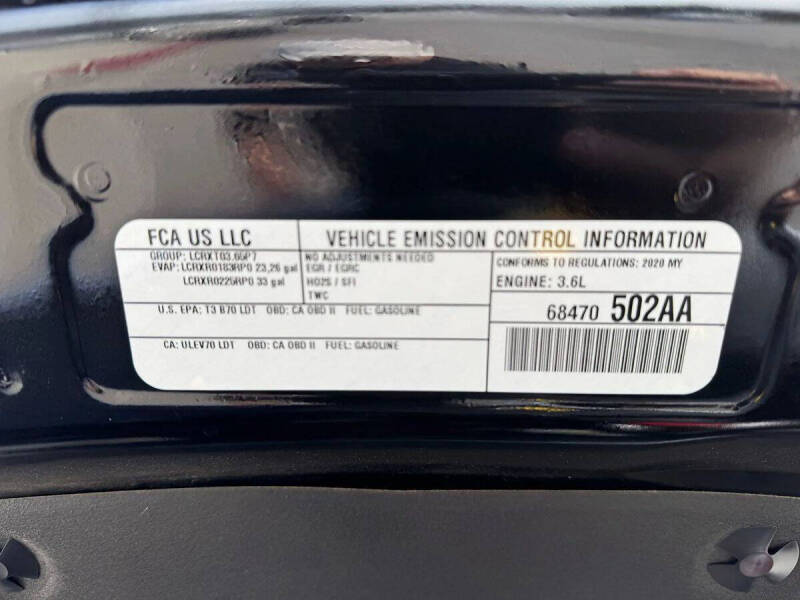 FCA US LLC
VEHICLE EMISSION CONTROL INFORMATION
GROUP: LCRXT03.65P7
EVAP: LCRXR0183RP0 23,26 gal
LCRXR0225RP0 33 gal
NO ADJUSTMENTS NEEDED
EGR / EGRC
HO2S / SFI
TWC
CONFORMS TO REGULATIONS: 2020 MY
ENGINE: 3.6L
U.S. EPA: T3 B70 LDT OBD: CA OBD II FUEL: GASOLINE
68470 502AA
CA: ULEV70 LDT OBD: CA OBD II FUEL: GASOLINE